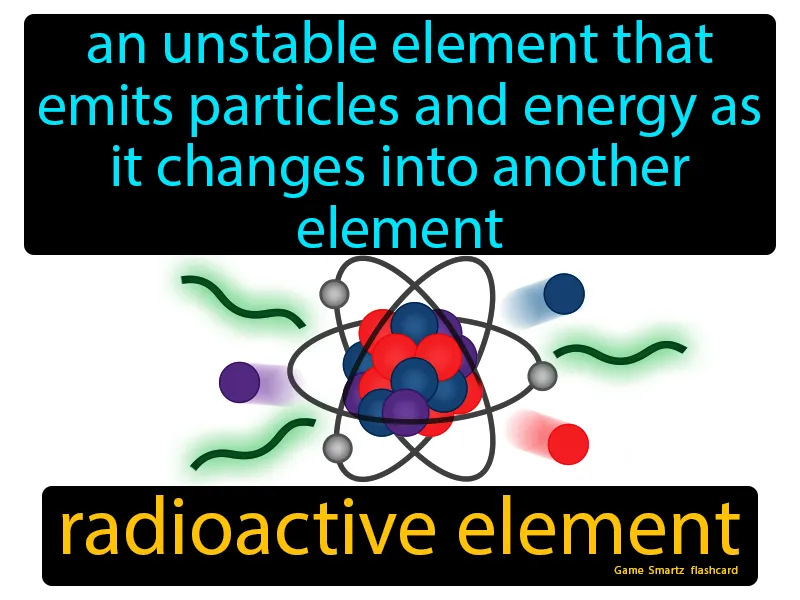 an unstable element that
emits particles and energy as
it changes into another
element
radioactive element
Game Smartz flashcard